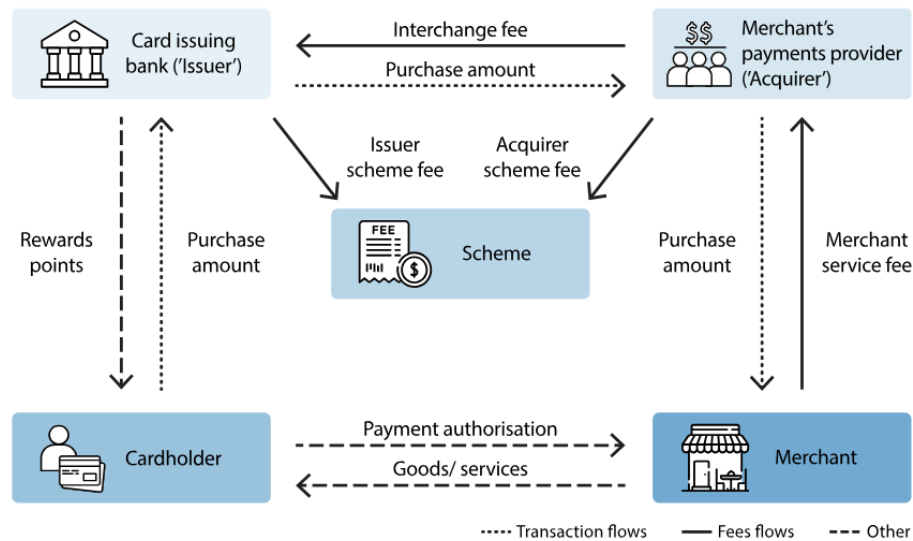 Card issuing
bank ('Issuer')
Interchange fee
Purchase amount
$$
Merchant's
payments provider
('Acquirer')
Issuer
scheme fee
Acquirer
scheme fee
Rewards
points
Purchase
amount
FEE
$
Scheme
Purchase
amount
Merchant
service fee
Cardholder
Payment authorisation
Goods/ services
Merchant
Transaction flows
Fees flows
Other